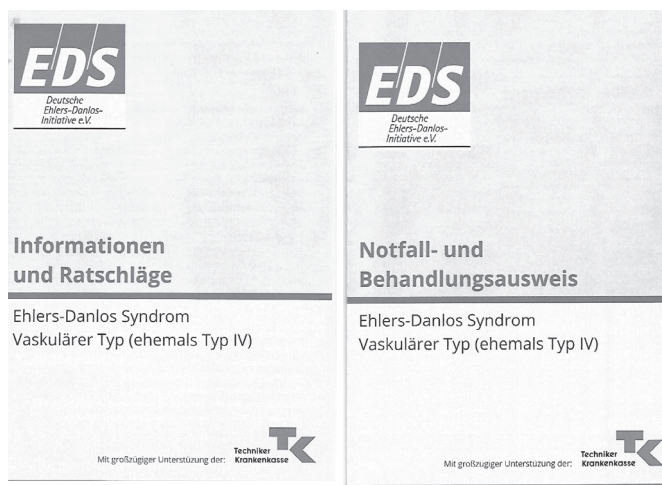 EDS
Deutsche
Ehlers-Danlos-
Initiative e.V.
Informationen
und Ratschläge
Ehlers-Danlos Syndrom
Vaskulärer Typ (ehemals Typ IV)
Mit großzügiger Unterstüzung der:
Techniker
Krankenkasse
TK
EDS
Deutsche
Ehlers-Danlos-
Initiative e.V.
Notfall- und
Behandlungsausweis
Ehlers-Danlos Syndrom
Vaskulärer Typ (ehemals Typ IV)
Mit großzügiger Unterstüzung der:
Techniker
Krankenkasse
TK